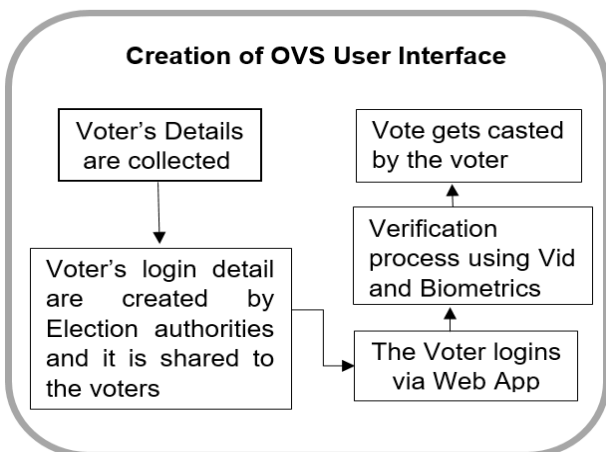 Creation of OVS User Interface
Voter's Details
are collected
Voter's login detail
are created by
Election authorities
and it is shared to
the voters
The Voter logins
via Web App
Verification
process using Vid
and Biometrics
Vote gets casted
by the voter